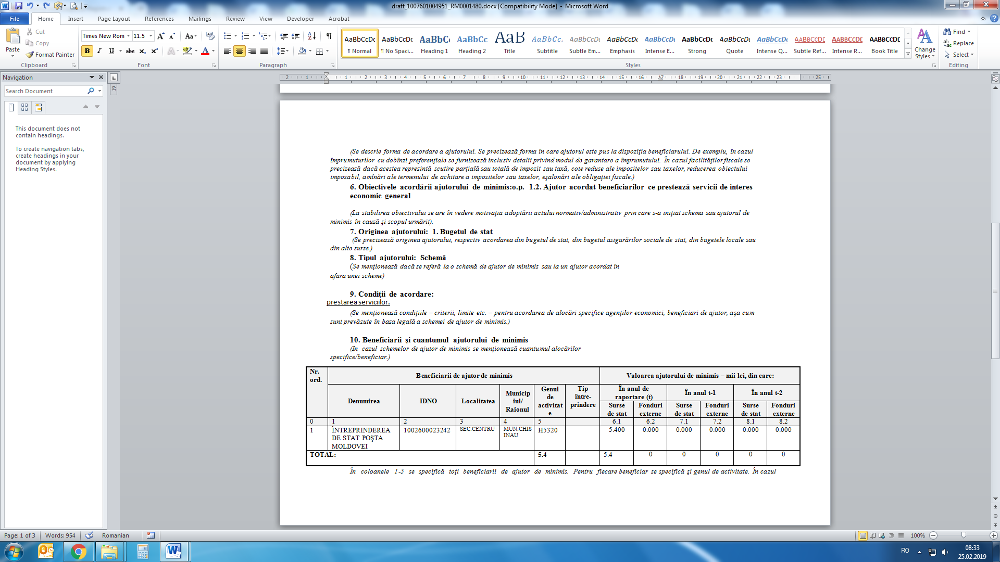 draft_1007601004951_RM0001480.docx [Compatibility Mode] - Microsoft Word
File Home Insert Page Layout References Mailings Review View Developer Acrobat
Paste
Cut
Copy
Format Painter
Clipboard
Times New Rom 11.5
Font
Paragraph
AaBbCcDc AaBbCcDc AaBbCc AaBbCc AaB AaBbCc. AaBbCcDc AaBbCcDc AaBbCcDc AaBbCcDc AaBbCcDc AaBbCcDc AABBCCDI AABBCCDI AABBCCDI
¶ Normal ¶ No Spaci... Heading 1 Heading 2 Title Subtitle Subtle Em... Emphasis Intense E... Strong Quote Intense Q... Subtle Ref... Intense R... Book Title
Styles
Change Styles
Find
Replace
Select
Editing
Navigation
Search Document
This document does not
contain headings.
To create navigation tabs,
create headings in your
document by applying
Heading Styles.
(Se descrie forma de acordare a ajutorului. Se precizează forma în care ajutorul este pus la dispoziţia beneficiarului. De exemplu, în cazul
împrumuturilor cu dobînzi preferenţiale se furnizează inclusiv detalii privind modul de garantare a împrumutului. În cazul facilităţilor fiscale se
precizează dacă acestea reprezintă scutire parţială sau totală de impozit sau taxă, cote reduse ale impozitelor sau taxelor, reducerea obiectului
impozabil, amînări ale termenului de achitare a impozitelor sau taxelor, eşalonări ale obligaţiei fiscale.)
6. Obiectivele acordării ajutorului de minimis:o.p. 1.2. Ajutor acordat beneficiarilor ce prestează servicii de interes
economic general
(La stabilirea obiectivului se are în vedere motivaţia adoptării actului normativ/administrativ prin care s-a iniţiat schema sau ajutorul de
minimis în cauză şi scopul urmărit).
7. Originea ajutorului: 1. Bugetul de stat
(Se precizează originea ajutorului, respectiv acordarea din bugetul de stat, din bugetul asigurărilor sociale de stat, din bugetele locale sau
din alte surse.)
8. Tipul ajutorului: Schemă
(Se menţionează dacă se referă la o schemă de ajutor de minimis sau la un ajutor acordat în
afara unei scheme)
9. Condiţii de acordare:
prestarea serviciilor.
(Se menţionează condiţiile – criterii, limite etc. – pentru acordarea de alocări specifice agenţilor economici, beneficiari de ajutor, aşa cum
sunt prevăzute în baza legală a schemei de ajutor de minimis.)
10. Beneficiarii şi cuantumul ajutorului de minimis
(In cazul schemelor de ajutor de minimis se menţionează cuantumul alocărilor
specifice/beneficiar.)
Nr. ord. Beneficiarii de ajutor de minimis Valoarea ajutorului de minimis – mii lei, din care:
Denumirea IDNO Localitatea Municipiul/ Raionul Genul de activitate Tip între-prindere În anul de raportare (t) În anul t-1 În anul t-2
Surse de stat Fonduri externe Surse de stat Fonduri externe Surse de stat Fonduri externe
0 1 2 3 4 5 6.1 6.2 7.1 7.2 8.1 8.2
1 ÎNTREPRINDEREA DE STAT POŞTA MOLDOVEI 1002600023242 SEC.CENTRU MUN.CHISINAU H5320 5.400 0.000 0.000 0.000 0.000 0.000
TOTAL: 5.4 5.4 0 0 0 0 0
În coloanele 1-5 se specifică toţi beneficiarii de ajutor de minimis. Pentru fiecare beneficiar se specifică şi genul de activitate. În cazul
Page: 1 of 3 Words: 954 Romanian 100%
RO 08:33
25.02.2019